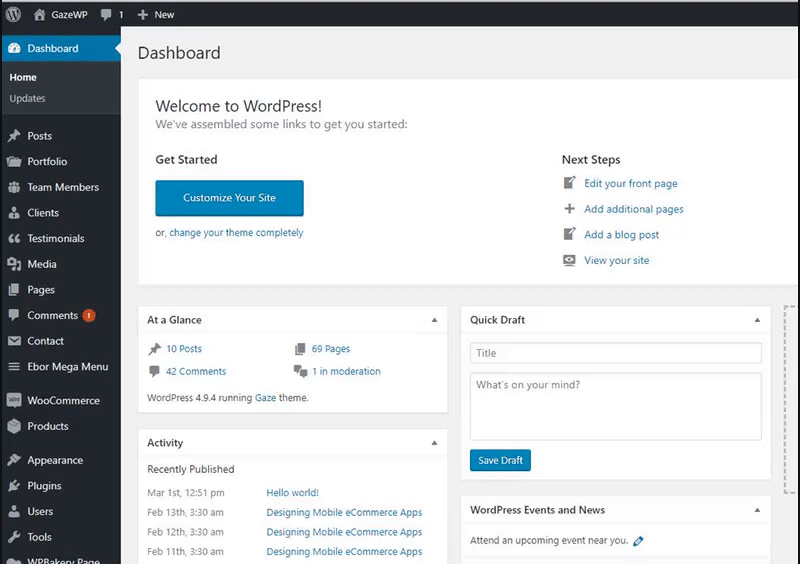 GazeWP 1 New
Dashboard
Home
Updates
Posts
Portfolio
Team Members
Clients
Testimonials
Media
Pages
Comments 1
Contact
Ebor Mega Menu
WOO WooCommerce
Products
Appearance
Plugins
Users
Tools
WPBakery Page
Dashboard
Welcome to WordPress!
We've assembled some links to get you started:
Get Started
Customize Your Site
or, change your theme completely
Next Steps
Edit your front page
Add additional pages
Add a blog post
View your site
At a Glance
10 Posts 69 Pages
42 Comments 1 in moderation
WordPress 4.9.4 running Gaze theme.
Activity
Recently Published
Mar 1st, 12:51 pm Hello world!
Feb 13th, 3:30 am Designing Mobile eCommerce Apps
Feb 12th, 3:30 am Designing Mobile eCommerce Apps
Feb 11th, 3:30 am Designing Mobile eCommerce Apps
Quick Draft
Title
What's on your mind?
Save Draft
WordPress Events and News
Attend an upcoming event near you.